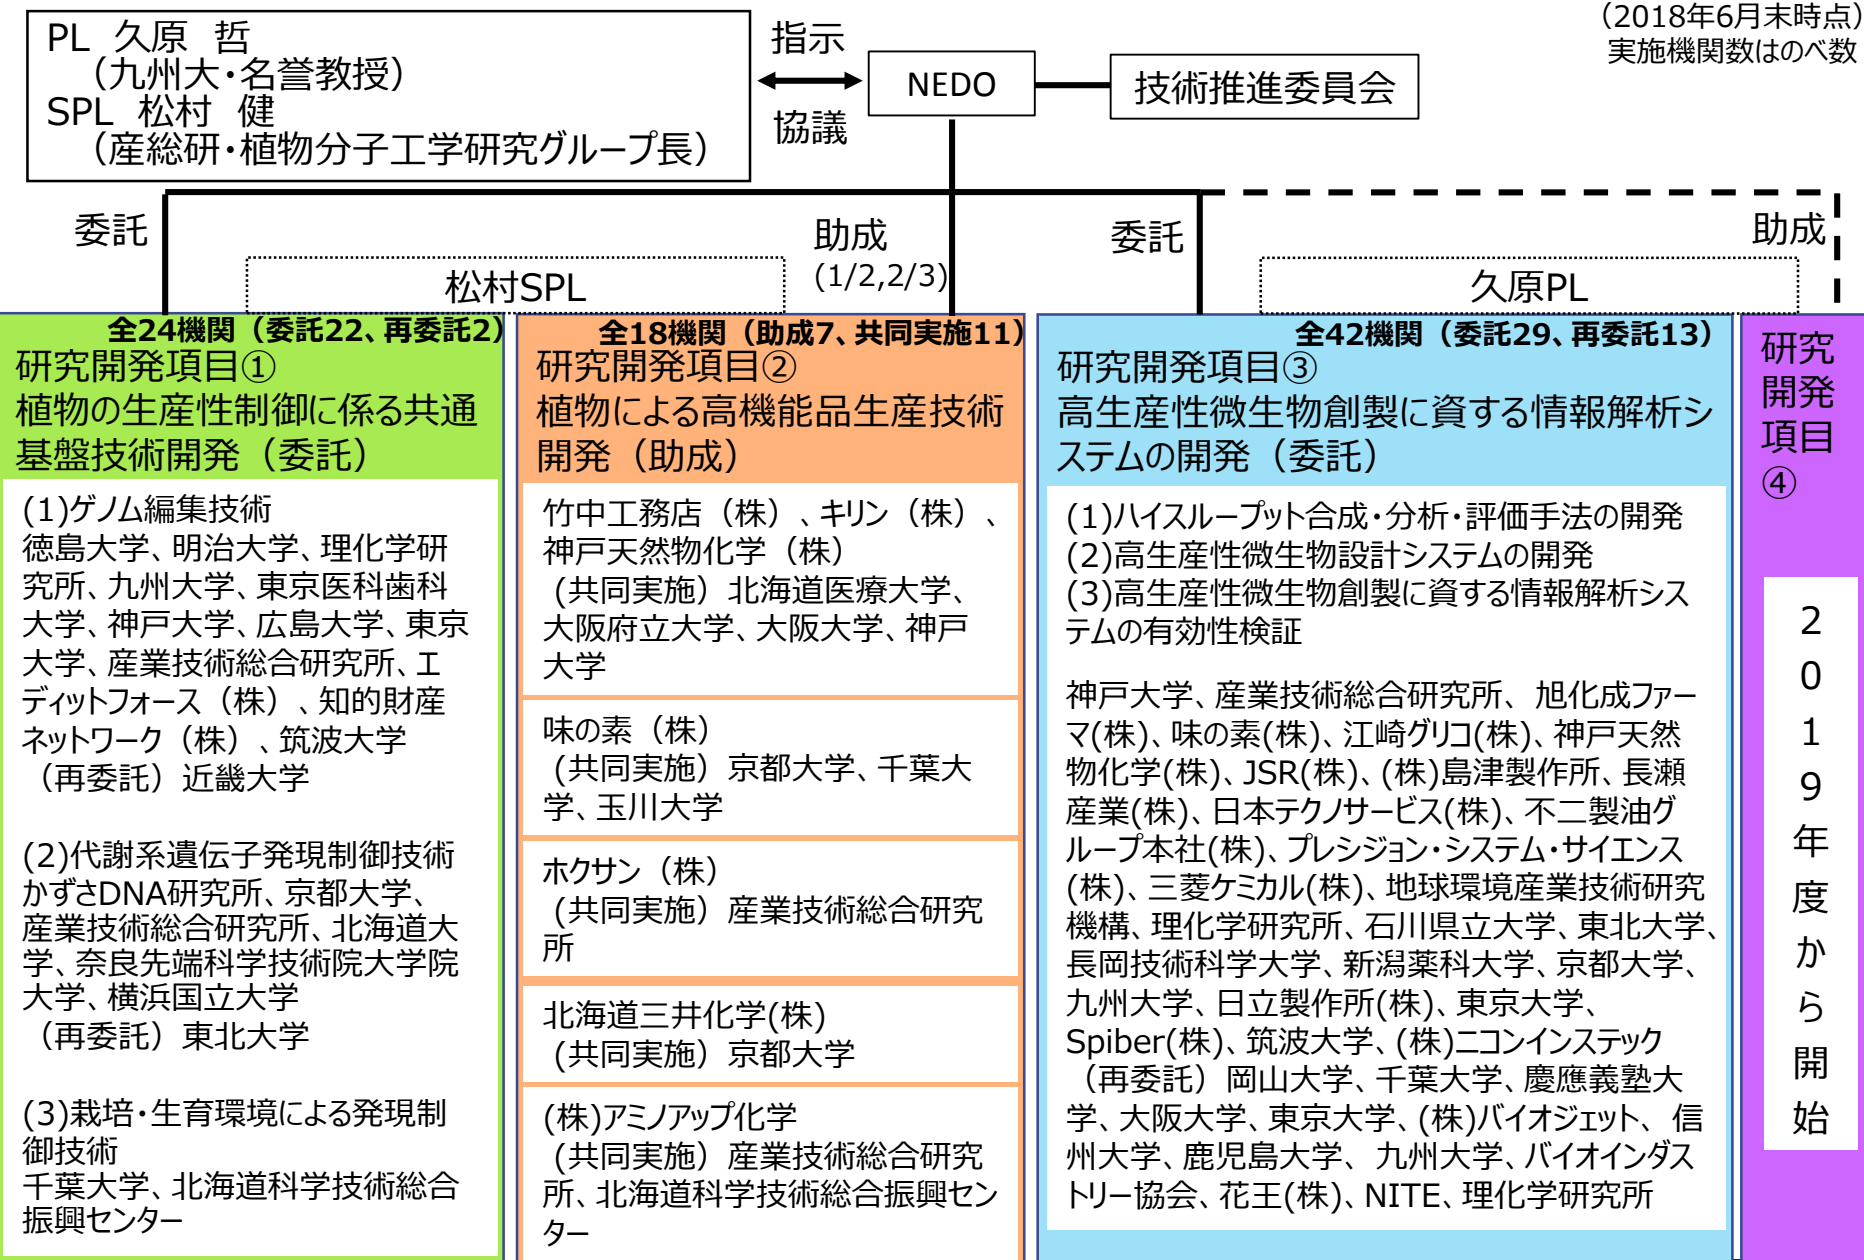 （2018年6月末時点）
実施機関数はのべ数
PL 久原 哲
（九州大・名誉教授）
SPL 松村 健
（産総研・植物分子工学研究グループ長）
指示
協議
NEDO
技術推進委員会
委託
助成
(1/2,2/3)
委託
助成
松村SPL
久原PL
全24機関（委託22、再委託2）
研究開発項目①
植物の生産性制御に係る共通
基盤技術開発（委託）
(1)ゲノム編集技術
徳島大学、明治大学、理化学研
究所、九州大学、東京医科歯科
大学、神戸大学、広島大学、東京
大学、産業技術総合研究所、エ
ディットフォース（株）、知的財産
ネットワーク（株）、筑波大学
（再委託）近畿大学
(2)代謝系遺伝子発現制御技術
かずさDNA研究所、京都大学、
産業技術総合研究所、北海道大
学、奈良先端科学技術院大学院
大学、横浜国立大学
（再委託）東北大学
(3)栽培・生育環境による発現制
御技術
千葉大学、北海道科学技術総合
振興センター
全18機関（助成7、共同実施11）
研究開発項目②
植物による高機能品生産技術
開発（助成）
竹中工務店（株）、キリン（株）、
神戸天然物化学（株）
(共同実施）北海道医療大学、
大阪府立大学、大阪大学、神戸
大学
味の素（株）
(共同実施）京都大学、千葉大
学、玉川大学
ホクサン（株）
(共同実施）産業技術総合研究
所
北海道三井化学(株)
(共同実施）京都大学
(株)アミノアップ化学
(共同実施）産業技術総合研究
所、北海道科学技術総合振興セン
ター
全42機関（委託29、再委託13）
研究開発項目③
高生産性微生物創製に資する情報解析シ
ステムの開発（委託）
(1)ハイスループット合成・分析・評価手法の開発
(2)高生産性微生物設計システムの開発
(3)高生産性微生物創製に資する情報解析シス
テムの有効性検証
神戸大学、産業技術総合研究所、旭化成ファー
マ(株)、味の素(株)、江崎グリコ(株)、神戸天然
物化学(株)、JSR(株)、(株)島津製作所、長瀬
産業(株)、日本テクノサービス(株)、不二製油グ
ループ本社(株)、プレシジョン・システム・サイエンス
(株)、三菱ケミカル(株)、地球環境産業技術研究
機構、理化学研究所、石川県立大学、東北大学、
長岡技術科学大学、新潟薬科大学、京都大学、
九州大学、日立製作所(株)、東京大学、
Spiber(株)、筑波大学、(株)ニコンインステック
（再委託）岡山大学、千葉大学、慶應義塾大
学、大阪大学、東京大学、(株)バイオジェット、信
州大学、鹿児島大学、九州大学、バイオインダス
トリー協会、花王(株)、NITE、理化学研究所
研究
開発
項目
④
2019年度から開始